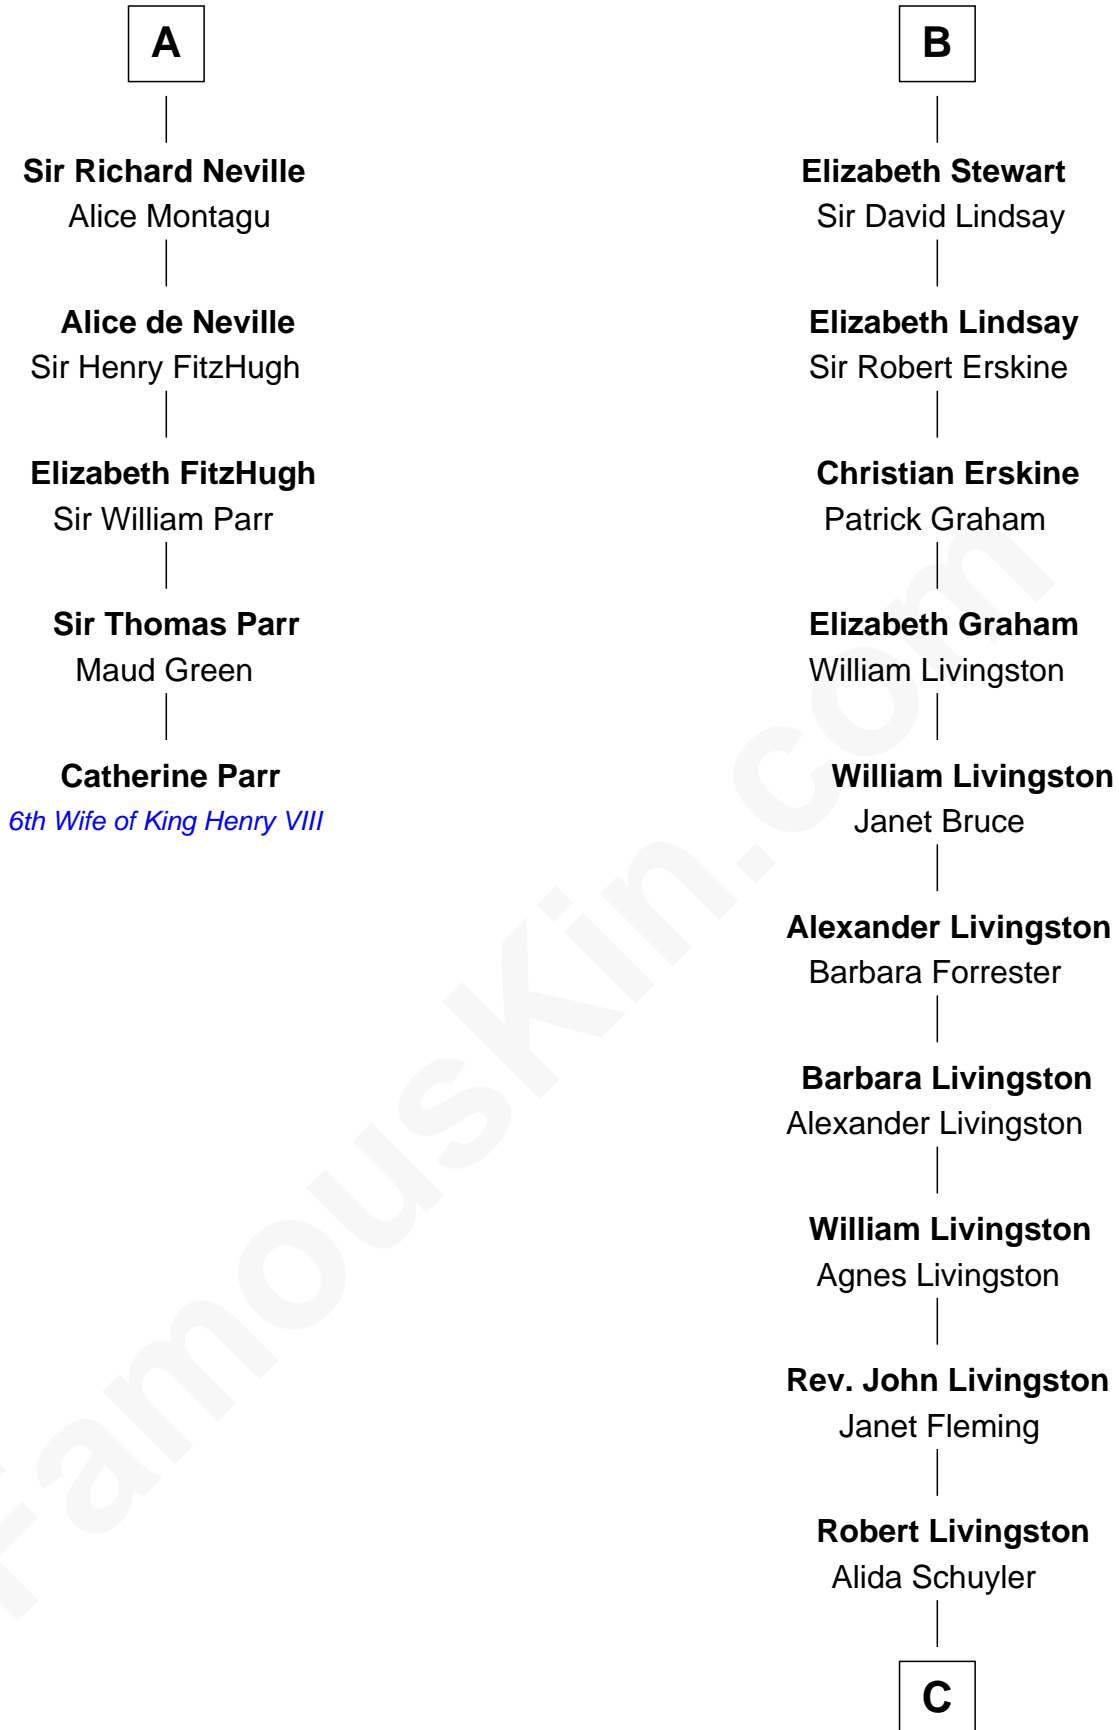 A
Sir Richard Neville
Alice Montagu
Alice de Neville
Sir Henry FitzHugh
Elizabeth FitzHugh
Sir William Parr
Sir Thomas Parr
Maud Green
Catherine Parr
6th Wife of King Henry VIII
B
Elizabeth Stewart
Sir David Lindsay
Elizabeth Lindsay
Sir Robert Erskine
Christian Erskine
Patrick Graham
Elizabeth Graham
William Livingston
William Livingston
Janet Bruce
Alexander Livingston
Barbara Forrester
Barbara Livingston
Alexander Livingston
William Livingston
Agnes Livingston
Rev. John Livingston
Janet Fleming
Robert Livingston
Alida Schuyler
C
FamousKin.com